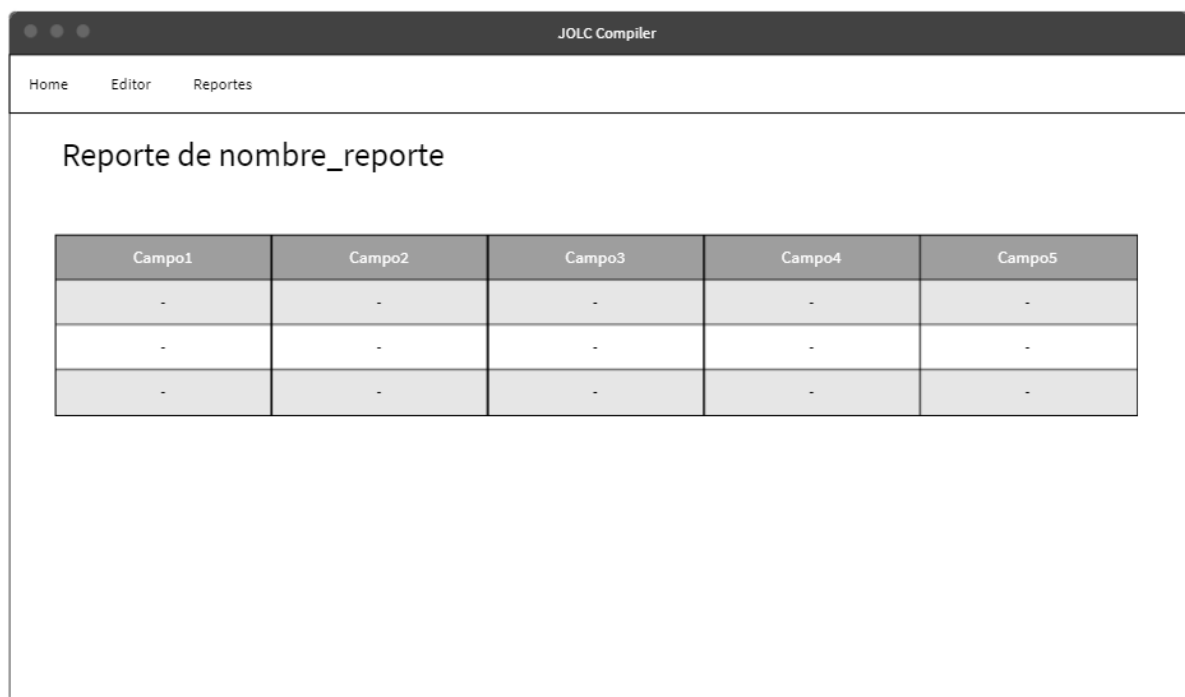 JOLC Compiler
Home Editor Reportes
Reporte de nombre_reporte
Campo1 Campo2 Campo3 Campo4 Campo5
- - - - -
- - - - -
- - - - -